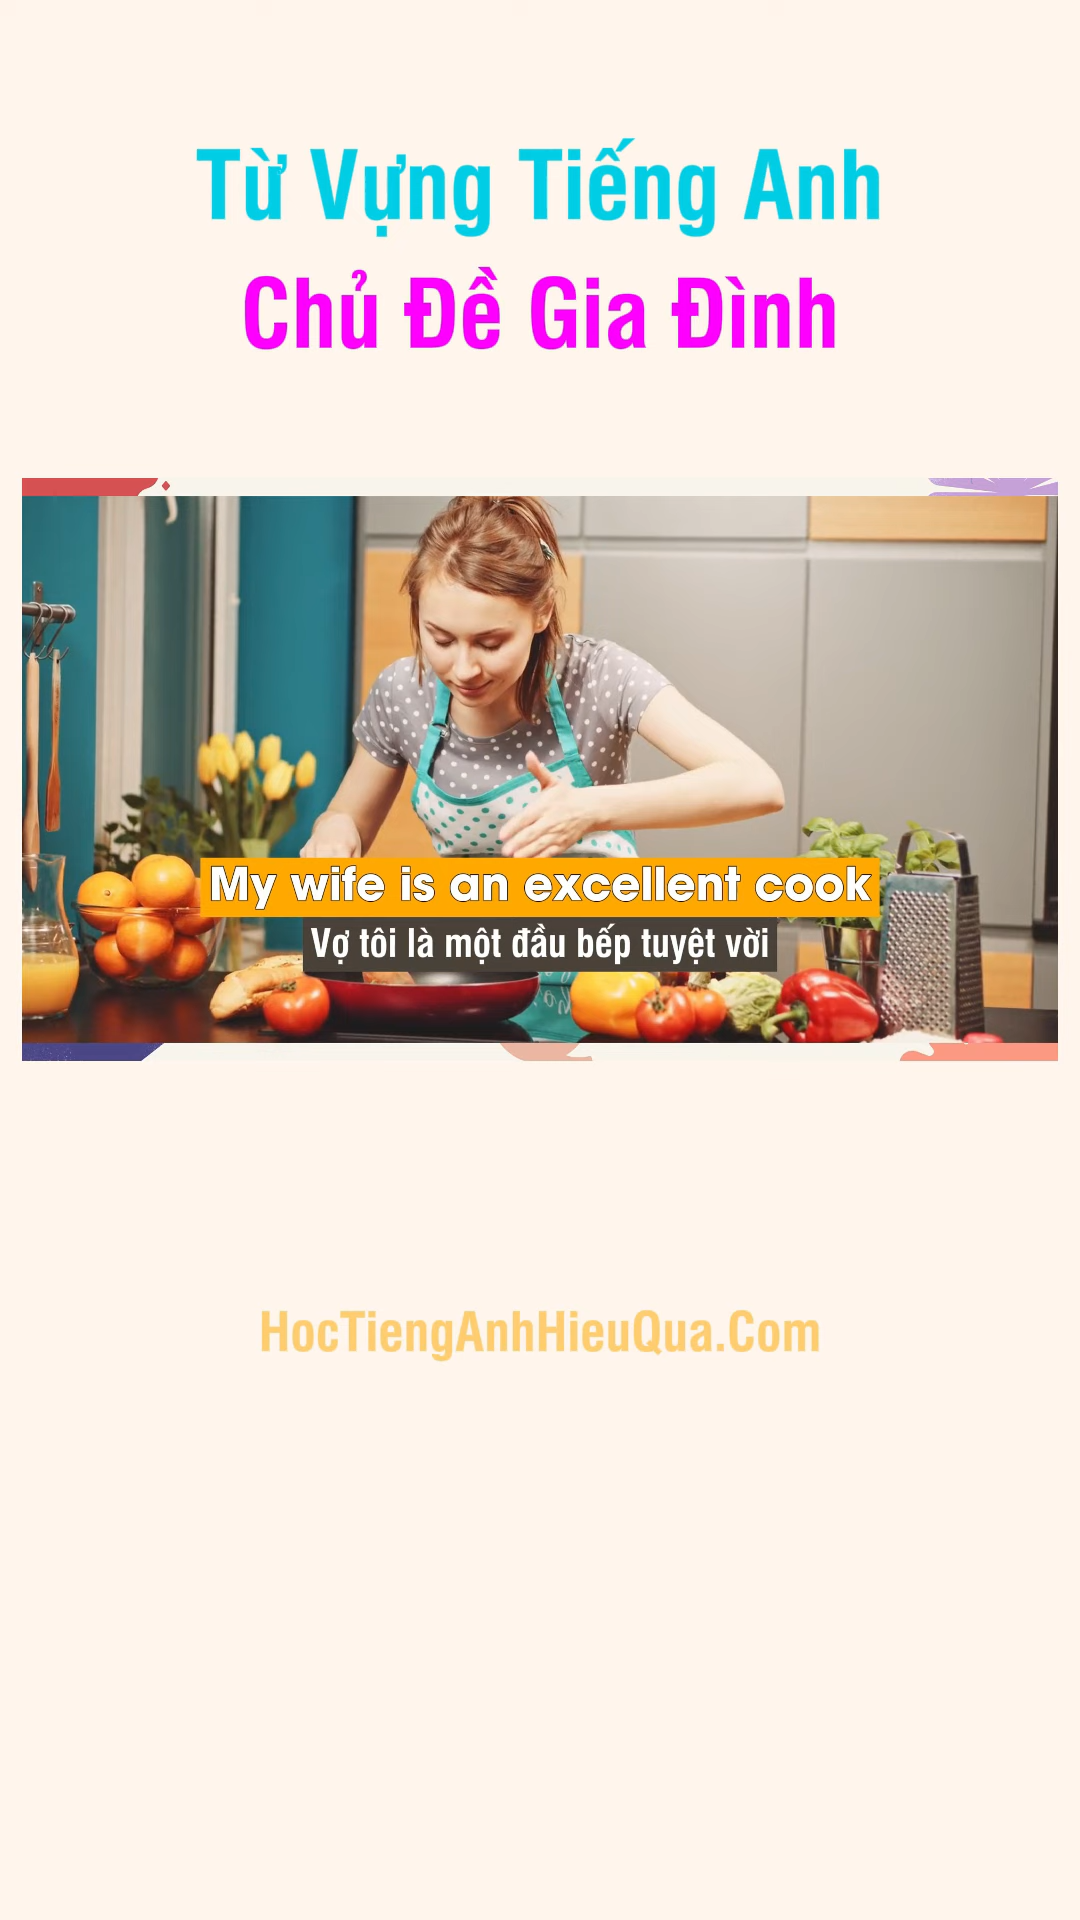 Từ Vựng Tiếng Anh
Chủ Đề Gia Đình
My wife is an excellent cook
Vợ tôi là một đầu bếp tuyệt vời
HocTiengAnhHieuQua.Com